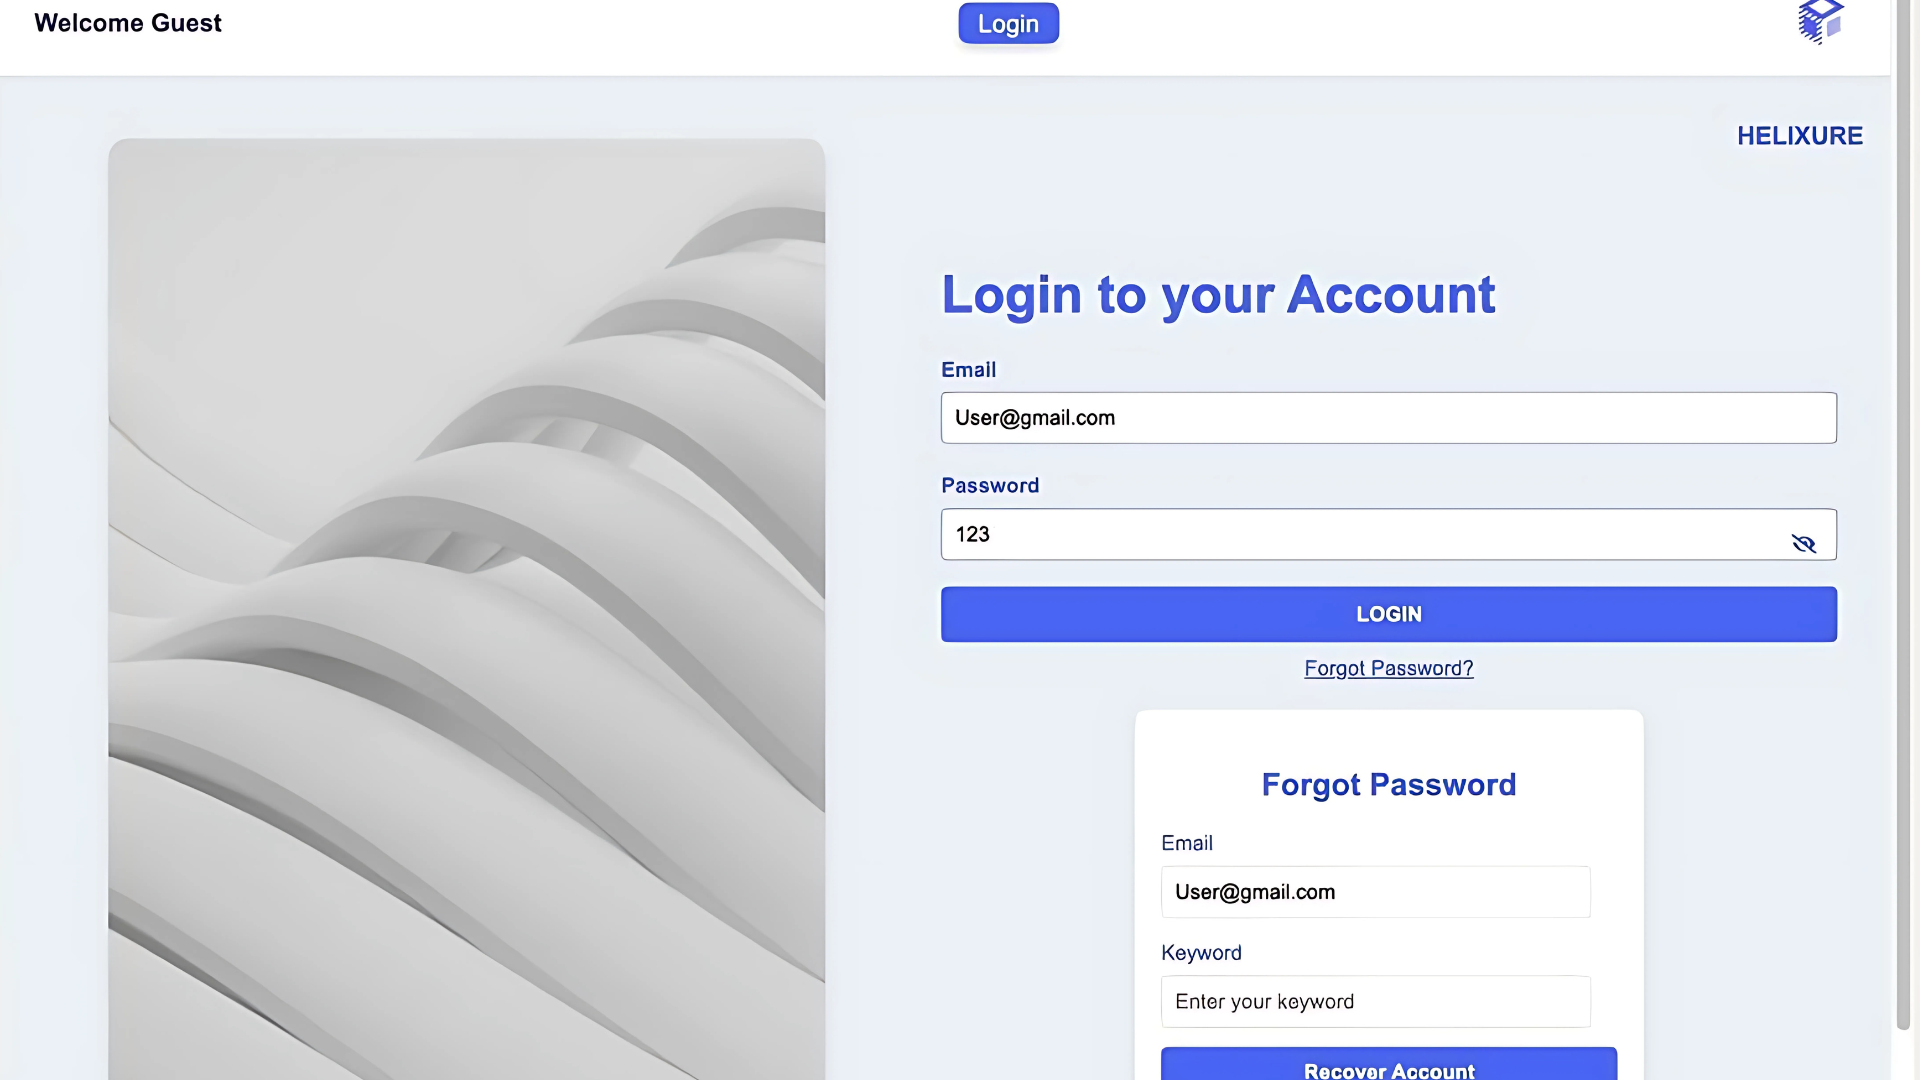 Welcome Guest
Login
HELIXURE
Login to your Account
Email
User@gmail.com
Password
123
LOGIN
Forgot Password?
Forgot Password
Email
User@gmail.com
Keyword
Enter your keyword
Recover Account